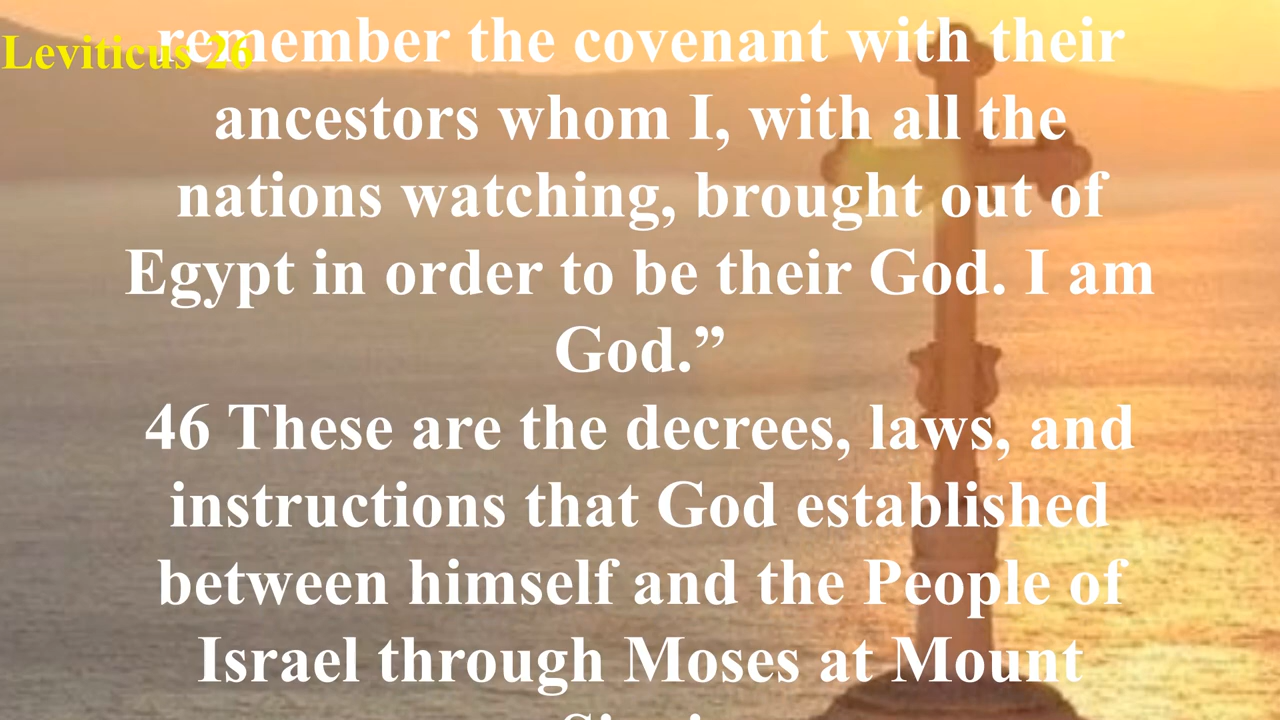 Leviticus 26
remember the covenant with their
ancestors whom I, with all the
nations watching, brought out of
Egypt in order to be their God. I am
God.”
46 These are the decrees, laws, and
instructions that God established
between himself and the People of
Israel through Moses at Mount